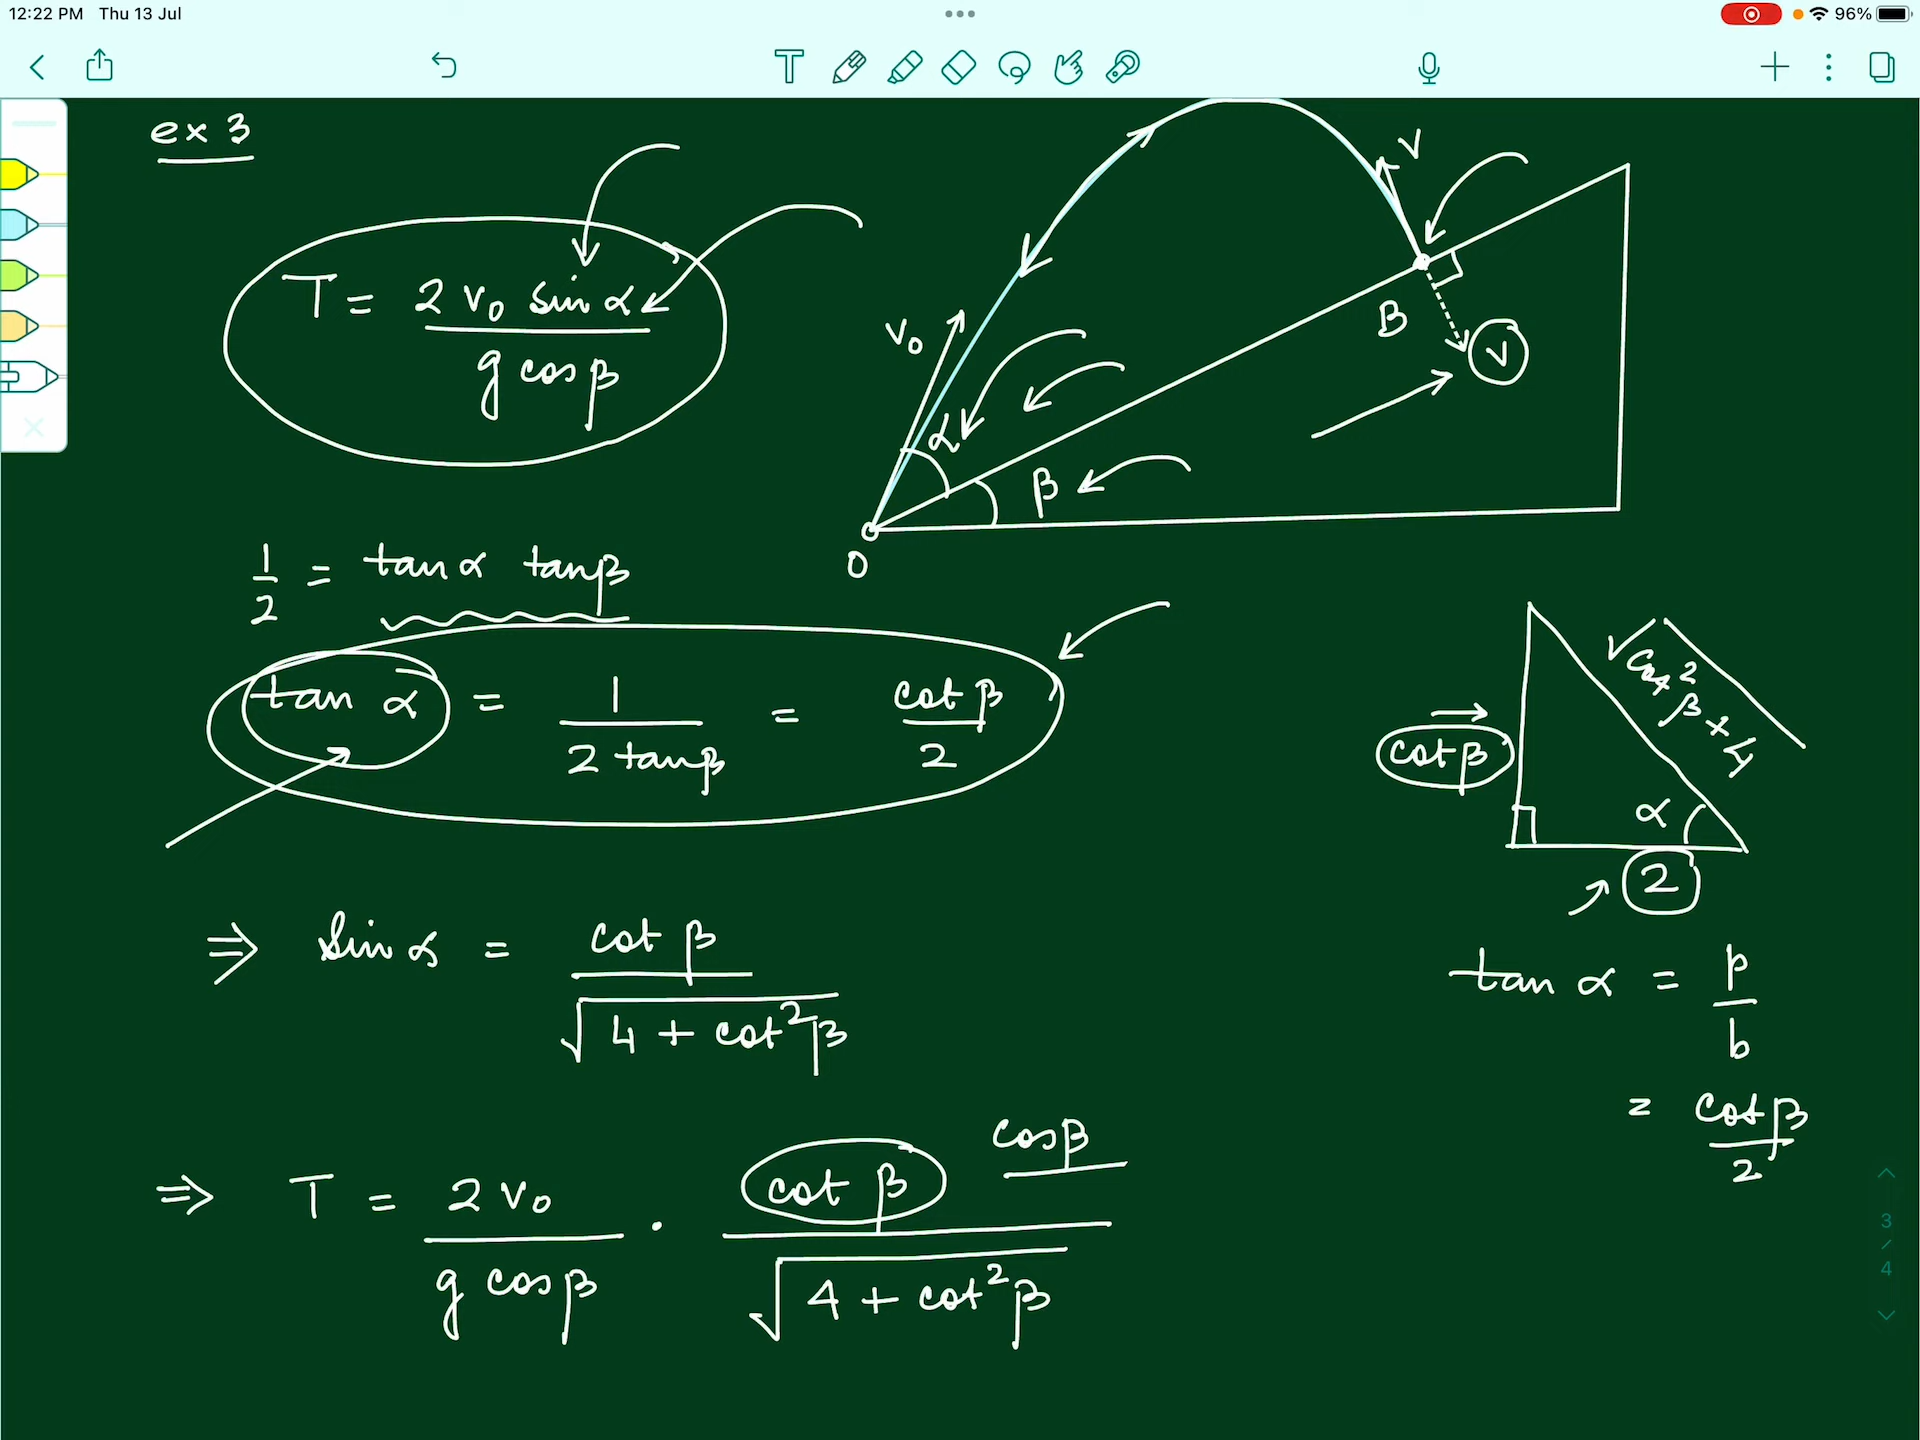 12:22 PM Thu 13 Jul
96%
ex 3
T = 2 v₀ sin α / g cos β
v₀
α
β
O
B
v
v
1/2 = tan α tan β
tan α = 1 / 2 tan β = cot β / 2
cot β
√cot²β + 4
α
2
⇒ sin α = cot β / √4 + cot²β
tan α = p / b
= cot β / 2
⇒ T = 2 v₀ / g cos β · cot β / √4 + cot²β
cos β
3 / 4